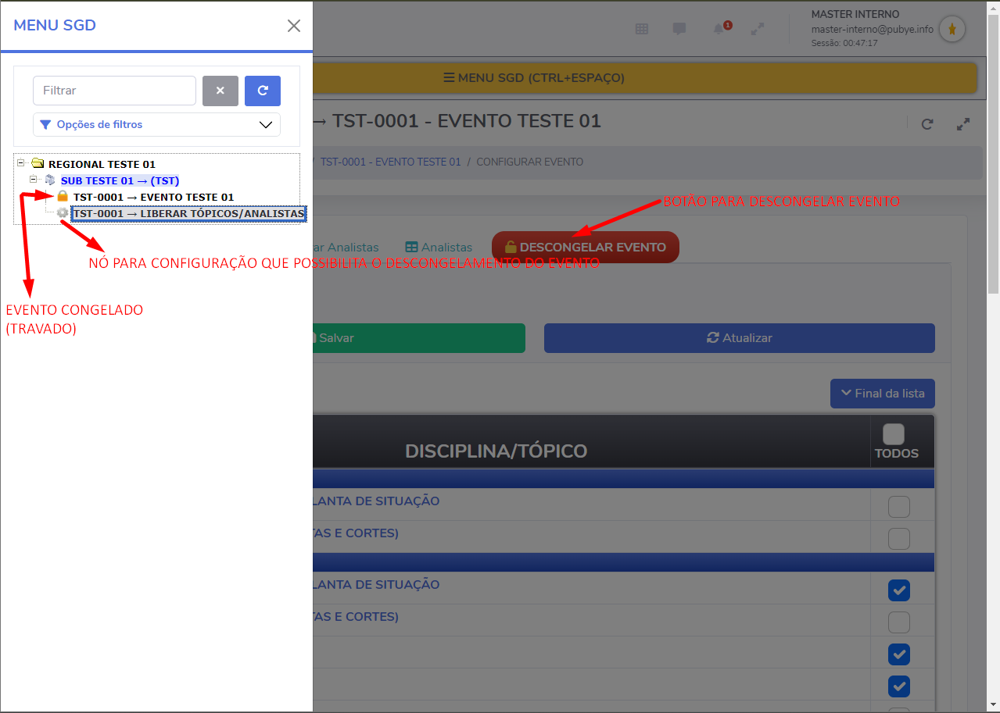 MENU SGD
1
MASTER INTERNO
master-interno@pubye.info
Sessão: 00:47:17
Filtrar
Opções de filtros
MENU SGD (CTRL+ESPAÇO)
→ TST-0001 - EVENTO TESTE 01
/ TST-0001 - EVENTO TESTE 01 / CONFIGURAR EVENTO
REGIONAL TESTE 01
SUB TESTE 01 → (TST)
TST-0001 → EVENTO TESTE 01
TST-0001 → LIBERAR TÓPICOS/ANALISTAS
BOTÃO PARA DESCONGELAR EVENTO
ar Analistas
Analistas
DESCONGELAR EVENTO
NÓ PARA CONFIGURAÇÃO QUE POSSIBILITA O DESCONGELAMENTO DO EVENTO
EVENTO CONGELADO
(TRAVADO)
Salvar
Atualizar
Final da lista
DISCIPLINA/TÓPICO
TODOS
LANTA DE SITUAÇÃO
TAS E CORTES)
LANTA DE SITUAÇÃO
TAS E CORTES)